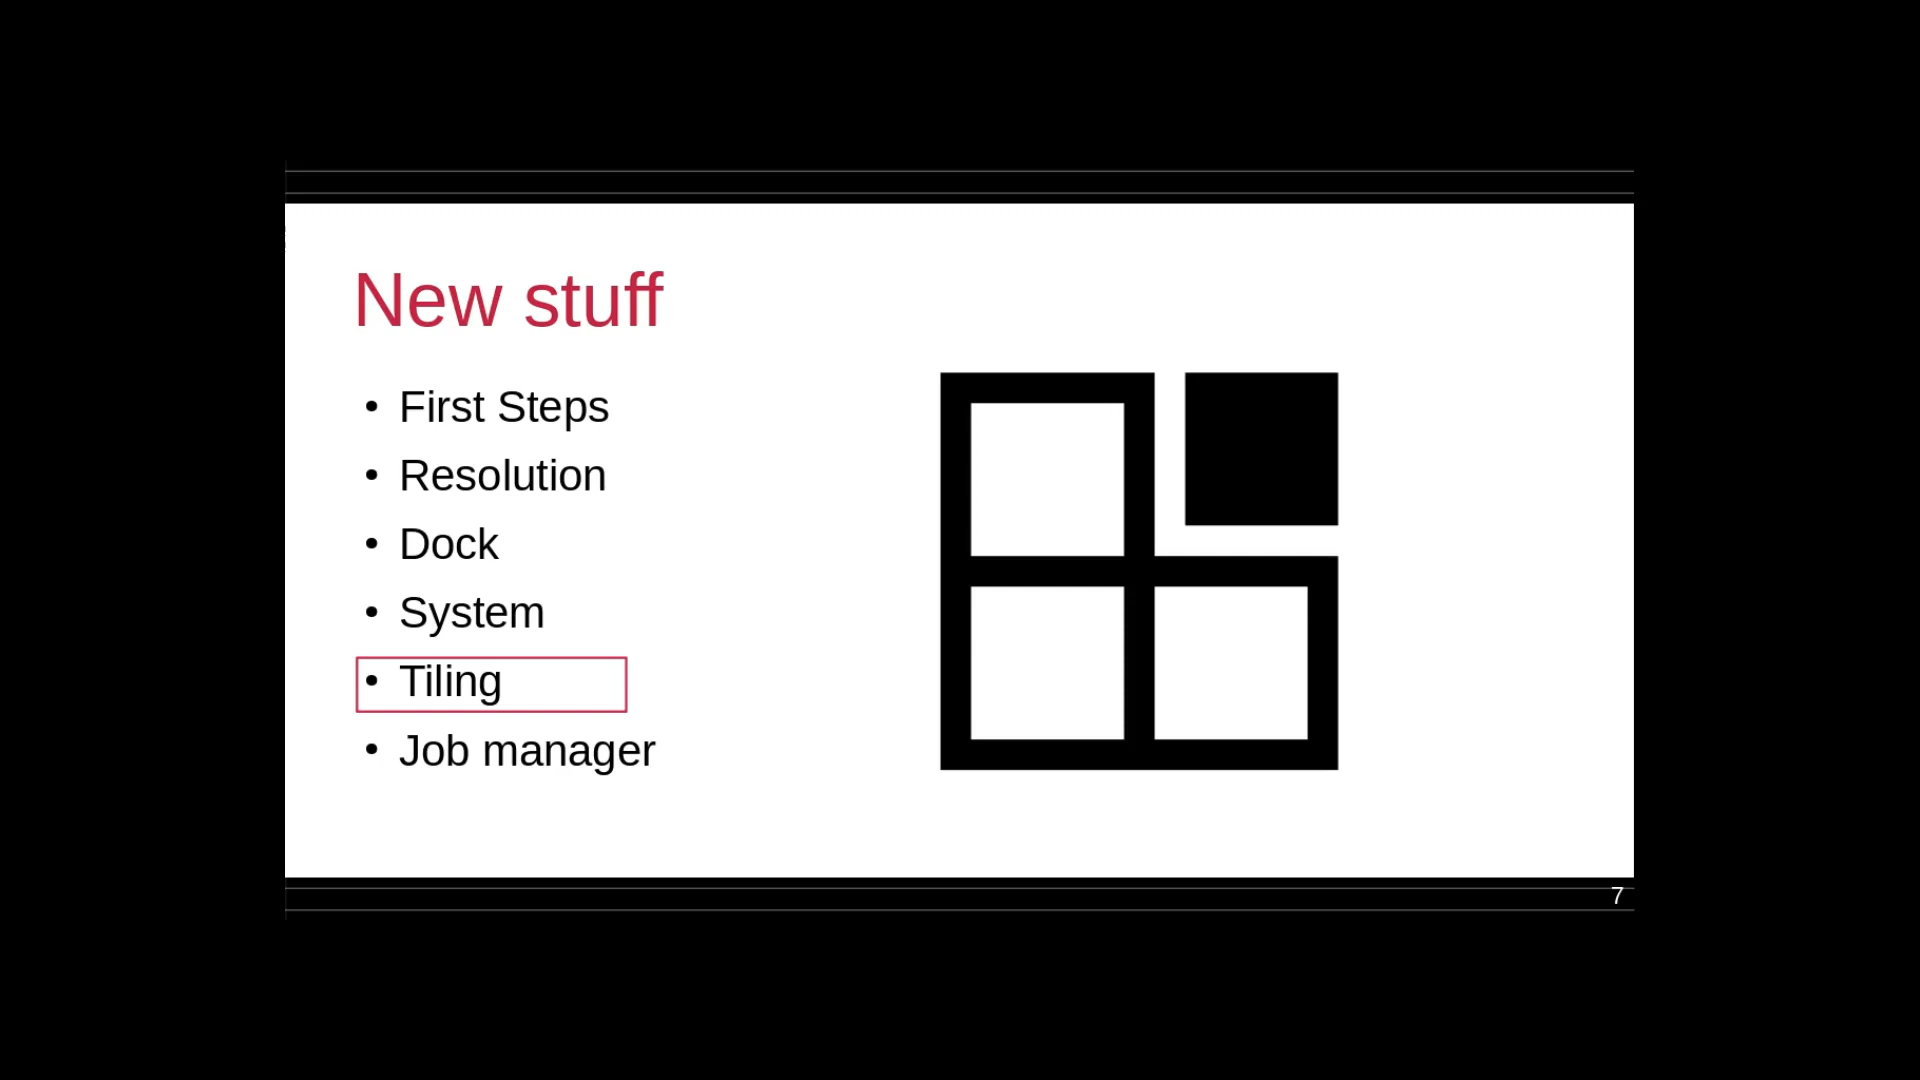 New stuff
• First Steps
• Resolution
• Dock
• System
• Tiling
• Job manager
7